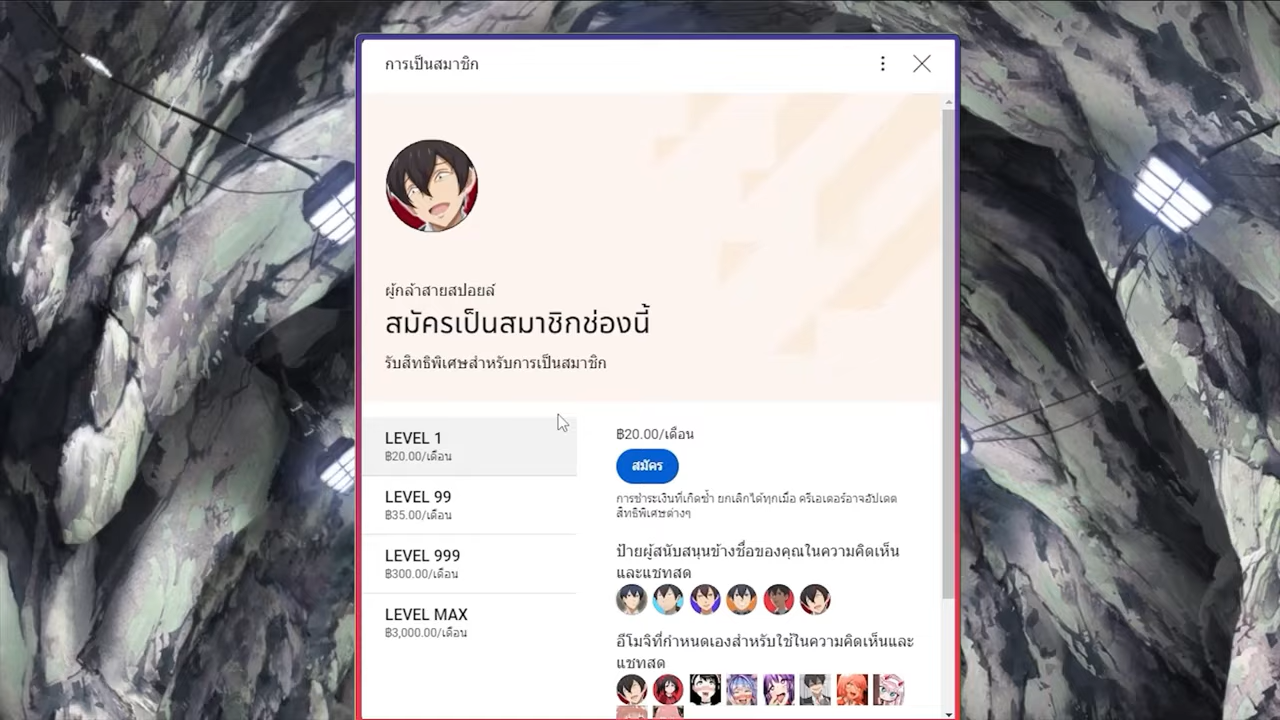 การเป็นสมาชิก
ผู้กล้าสายสปอยล์
สมัครเป็นสมาชิกช่องนี้
รับสิทธิพิเศษสำหรับการเป็นสมาชิก
LEVEL 1
฿20.00/เดือน
LEVEL 99
฿35.00/เดือน
LEVEL 999
฿300.00/เดือน
LEVEL MAX
฿3,000.00/เดือน
฿20.00/เดือน
สมัคร
การชำระเงินที่เกิดซ้ำ ยกเลิกได้ทุกเมื่อ ครีเอเตอร์อาจอัปเดต
สิทธิพิเศษต่างๆ
ป้ายผู้สนับสนุนข้างชื่อของคุณในความคิดเห็น
และแชทสด
อีโมจิที่กำหนดเองสำหรับใช้ในความคิดเห็นและ
แชทสด